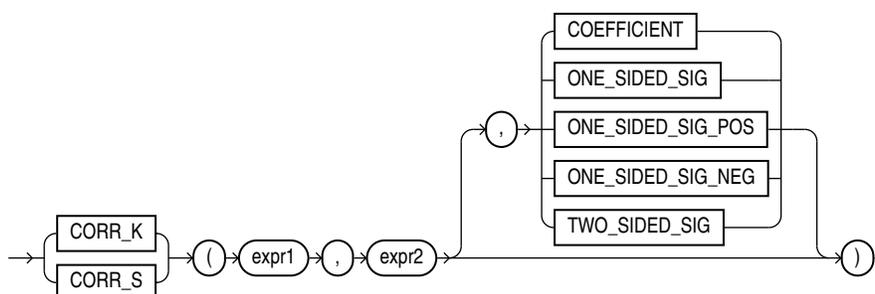 COEFFICIENT
ONE_SIDED_SIG
, ONE_SIDED_SIG_POS
ONE_SIDED_SIG_NEG
TWO_SIDED_SIG
CORR_K
( expr1 , expr2 )
CORR_S